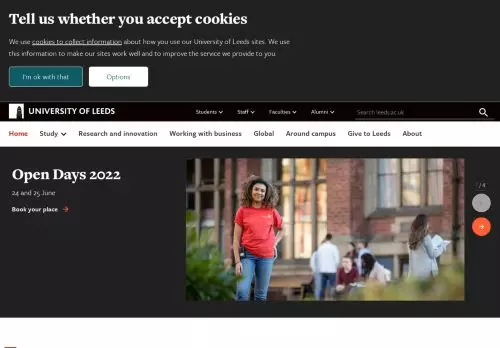 Tell us whether you accept cookies
We use cookies to collect information about how you use our University of Leeds sites. We use
this information to make our sites work well and to improve the service we provide to you.
I'm ok with that
Options
UNIVERSITY OF LEEDS
Students
Staff
Faculties
Alumni
Search leeds.ac.uk
Home
Study
Research and innovation
Working with business
Global
Around campus
Give to Leeds
About
Open Days 2022
24 and 25 June
Book your place
/ 4